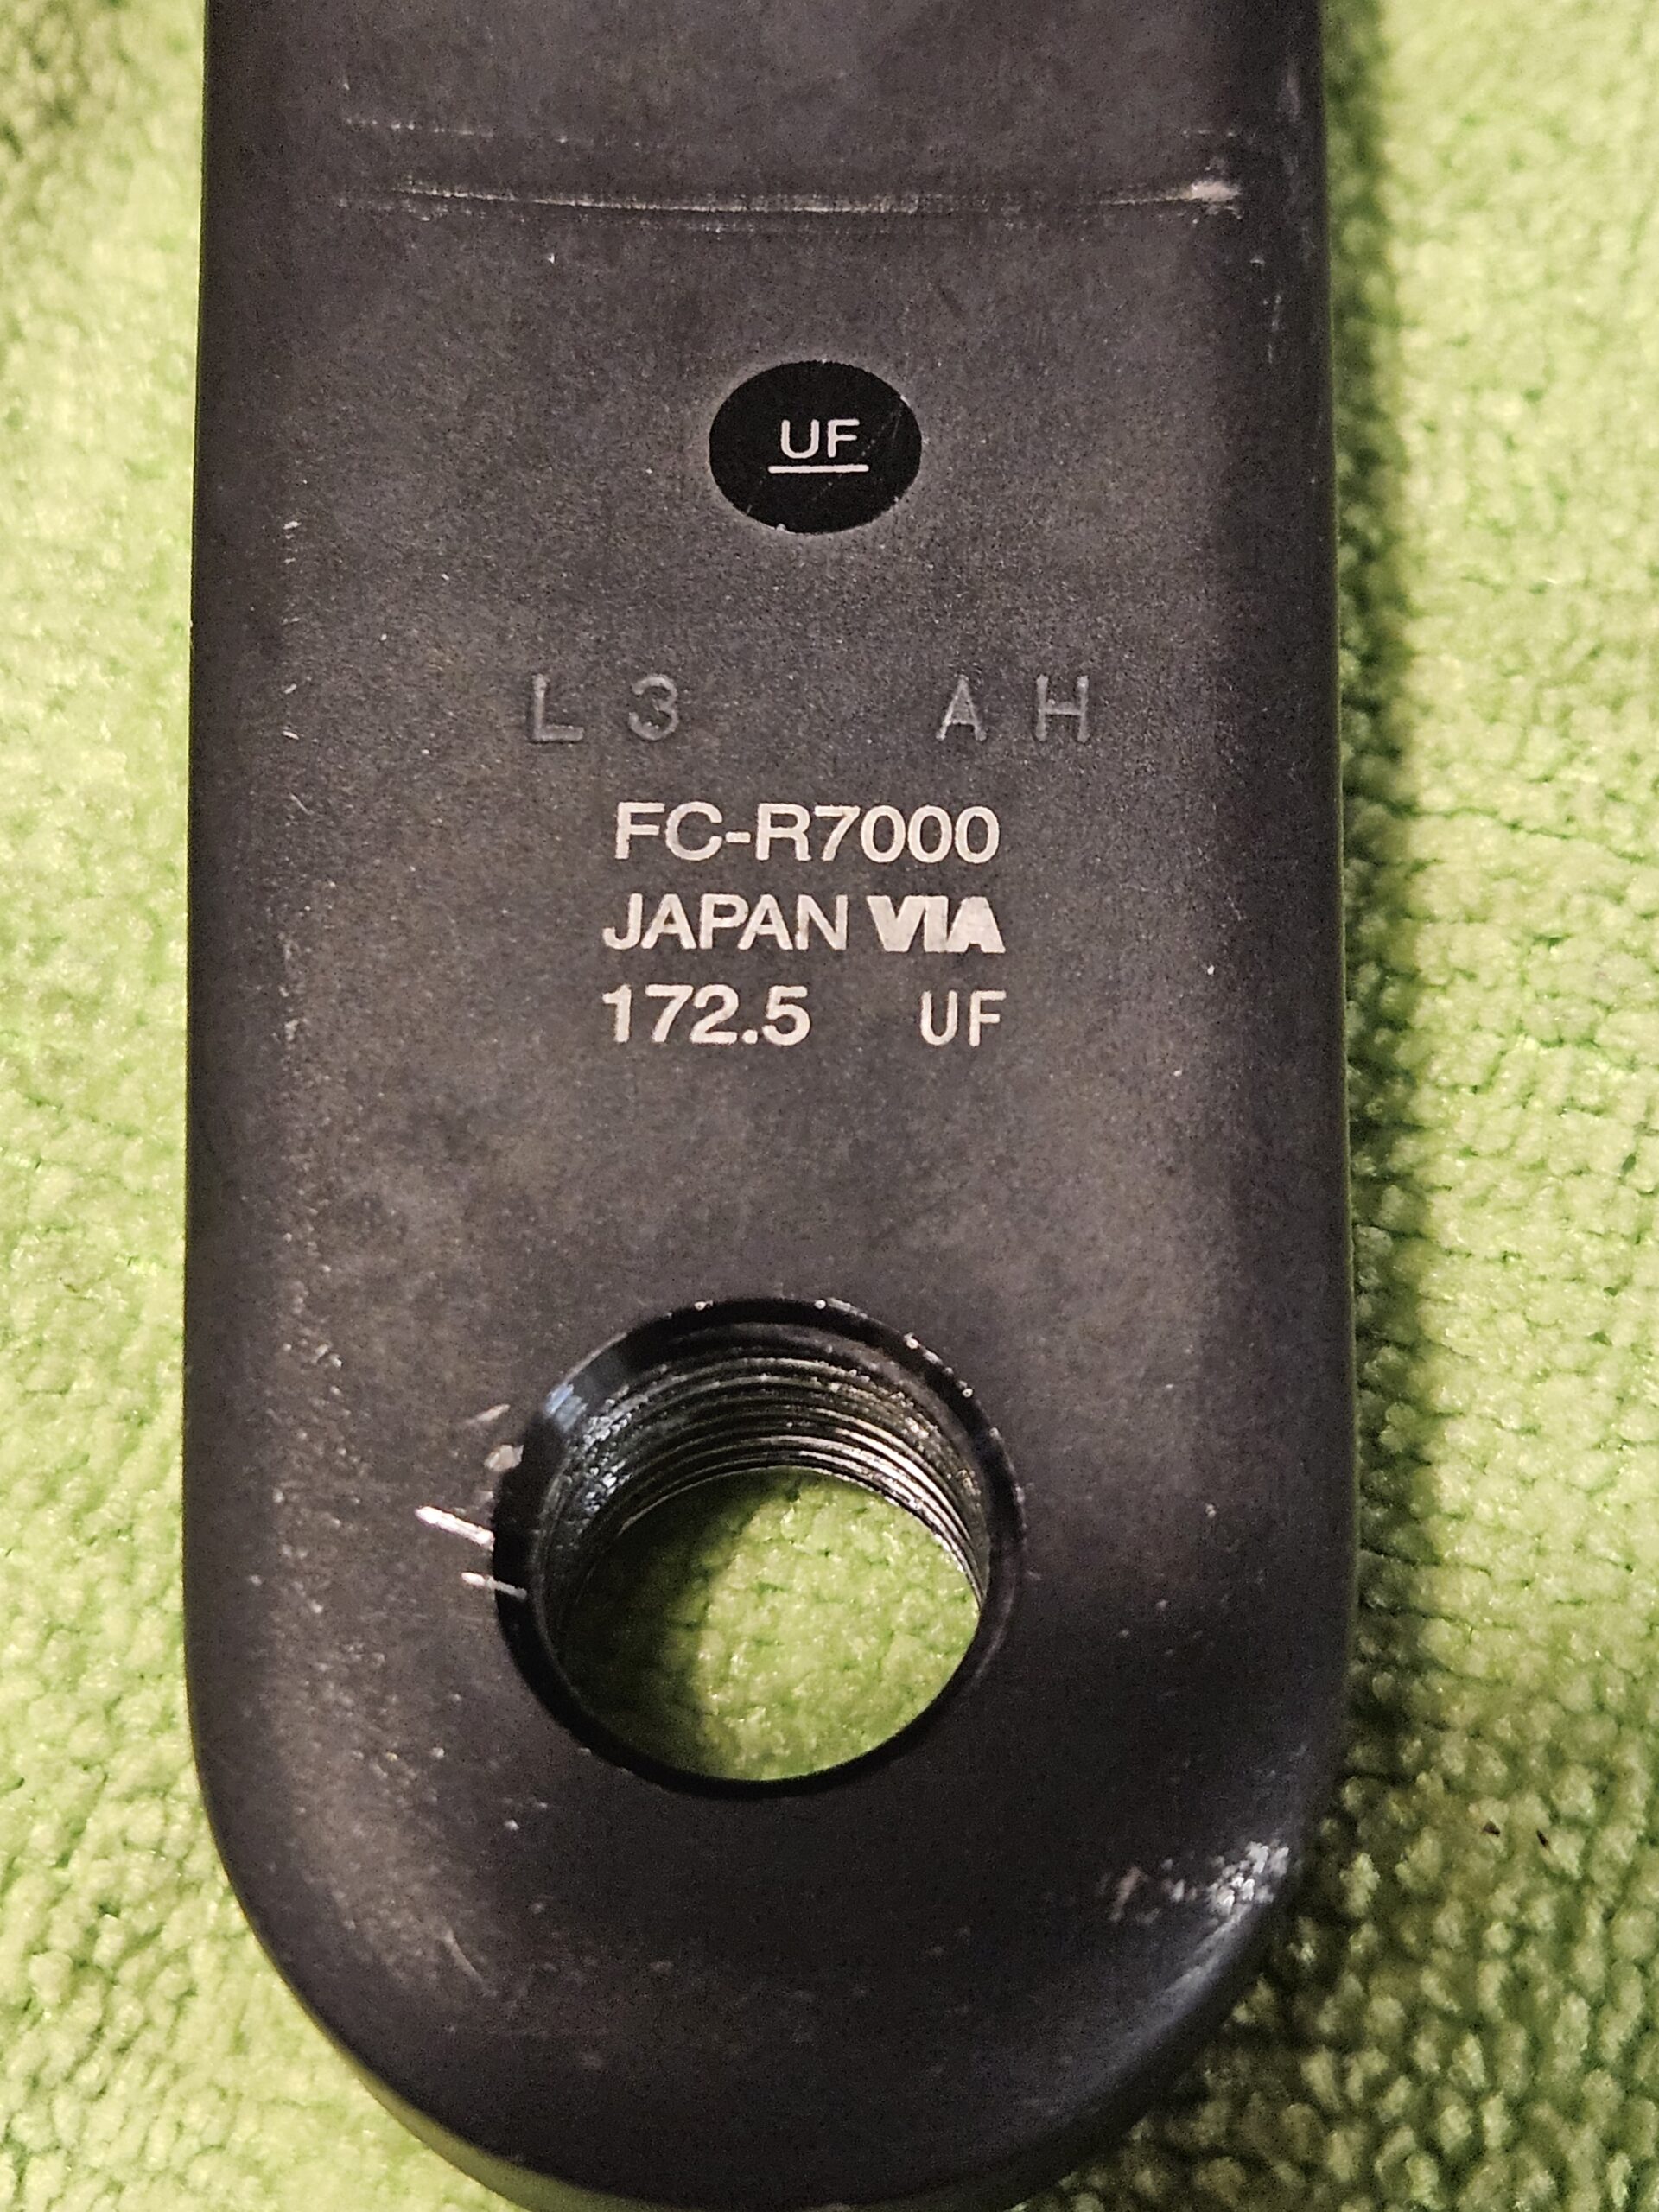 UF
L3 AH
FC-R7000
JAPAN VIA
172.5 UF